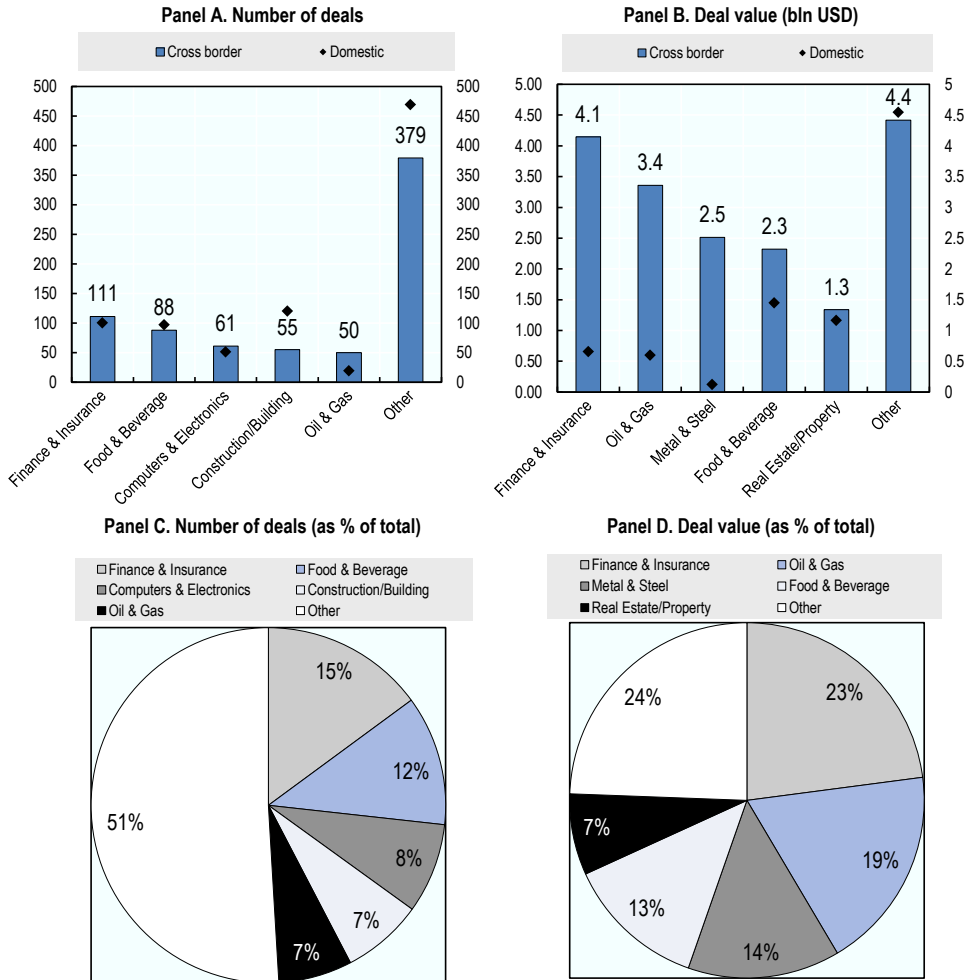 Panel A. Number of deals
Cross border
Domestic
500
450
400
350
300
250
200
150
100
50
0
500
450
400
350
300
250
200
150
100
50
0
111
88
61
55
50
379
Finance & Insurance
Food & Beverage
Computers & Electronics
Construction/Building
Oil & Gas
Other
Panel B. Deal value (bln USD)
Cross border
Domestic
5.00
4.50
4.00
3.50
3.00
2.50
2.00
1.50
1.00
0.50
0.00
5
4.5
4
3.5
3
2.5
2
1.5
1
0.5
0
4.1
3.4
2.5
2.3
1.3
4.4
Finance & Insurance
Oil & Gas
Metal & Steel
Food & Beverage
Real Estate/Property
Other
Panel C. Number of deals (as % of total)
Finance & Insurance
Food & Beverage
Computers & Electronics
Construction/Building
Oil & Gas
Other
15%
12%
8%
7%
7%
51%
Panel D. Deal value (as % of total)
Finance & Insurance
Oil & Gas
Metal & Steel
Food & Beverage
Real Estate/Property
Other
23%
19%
14%
13%
7%
24%